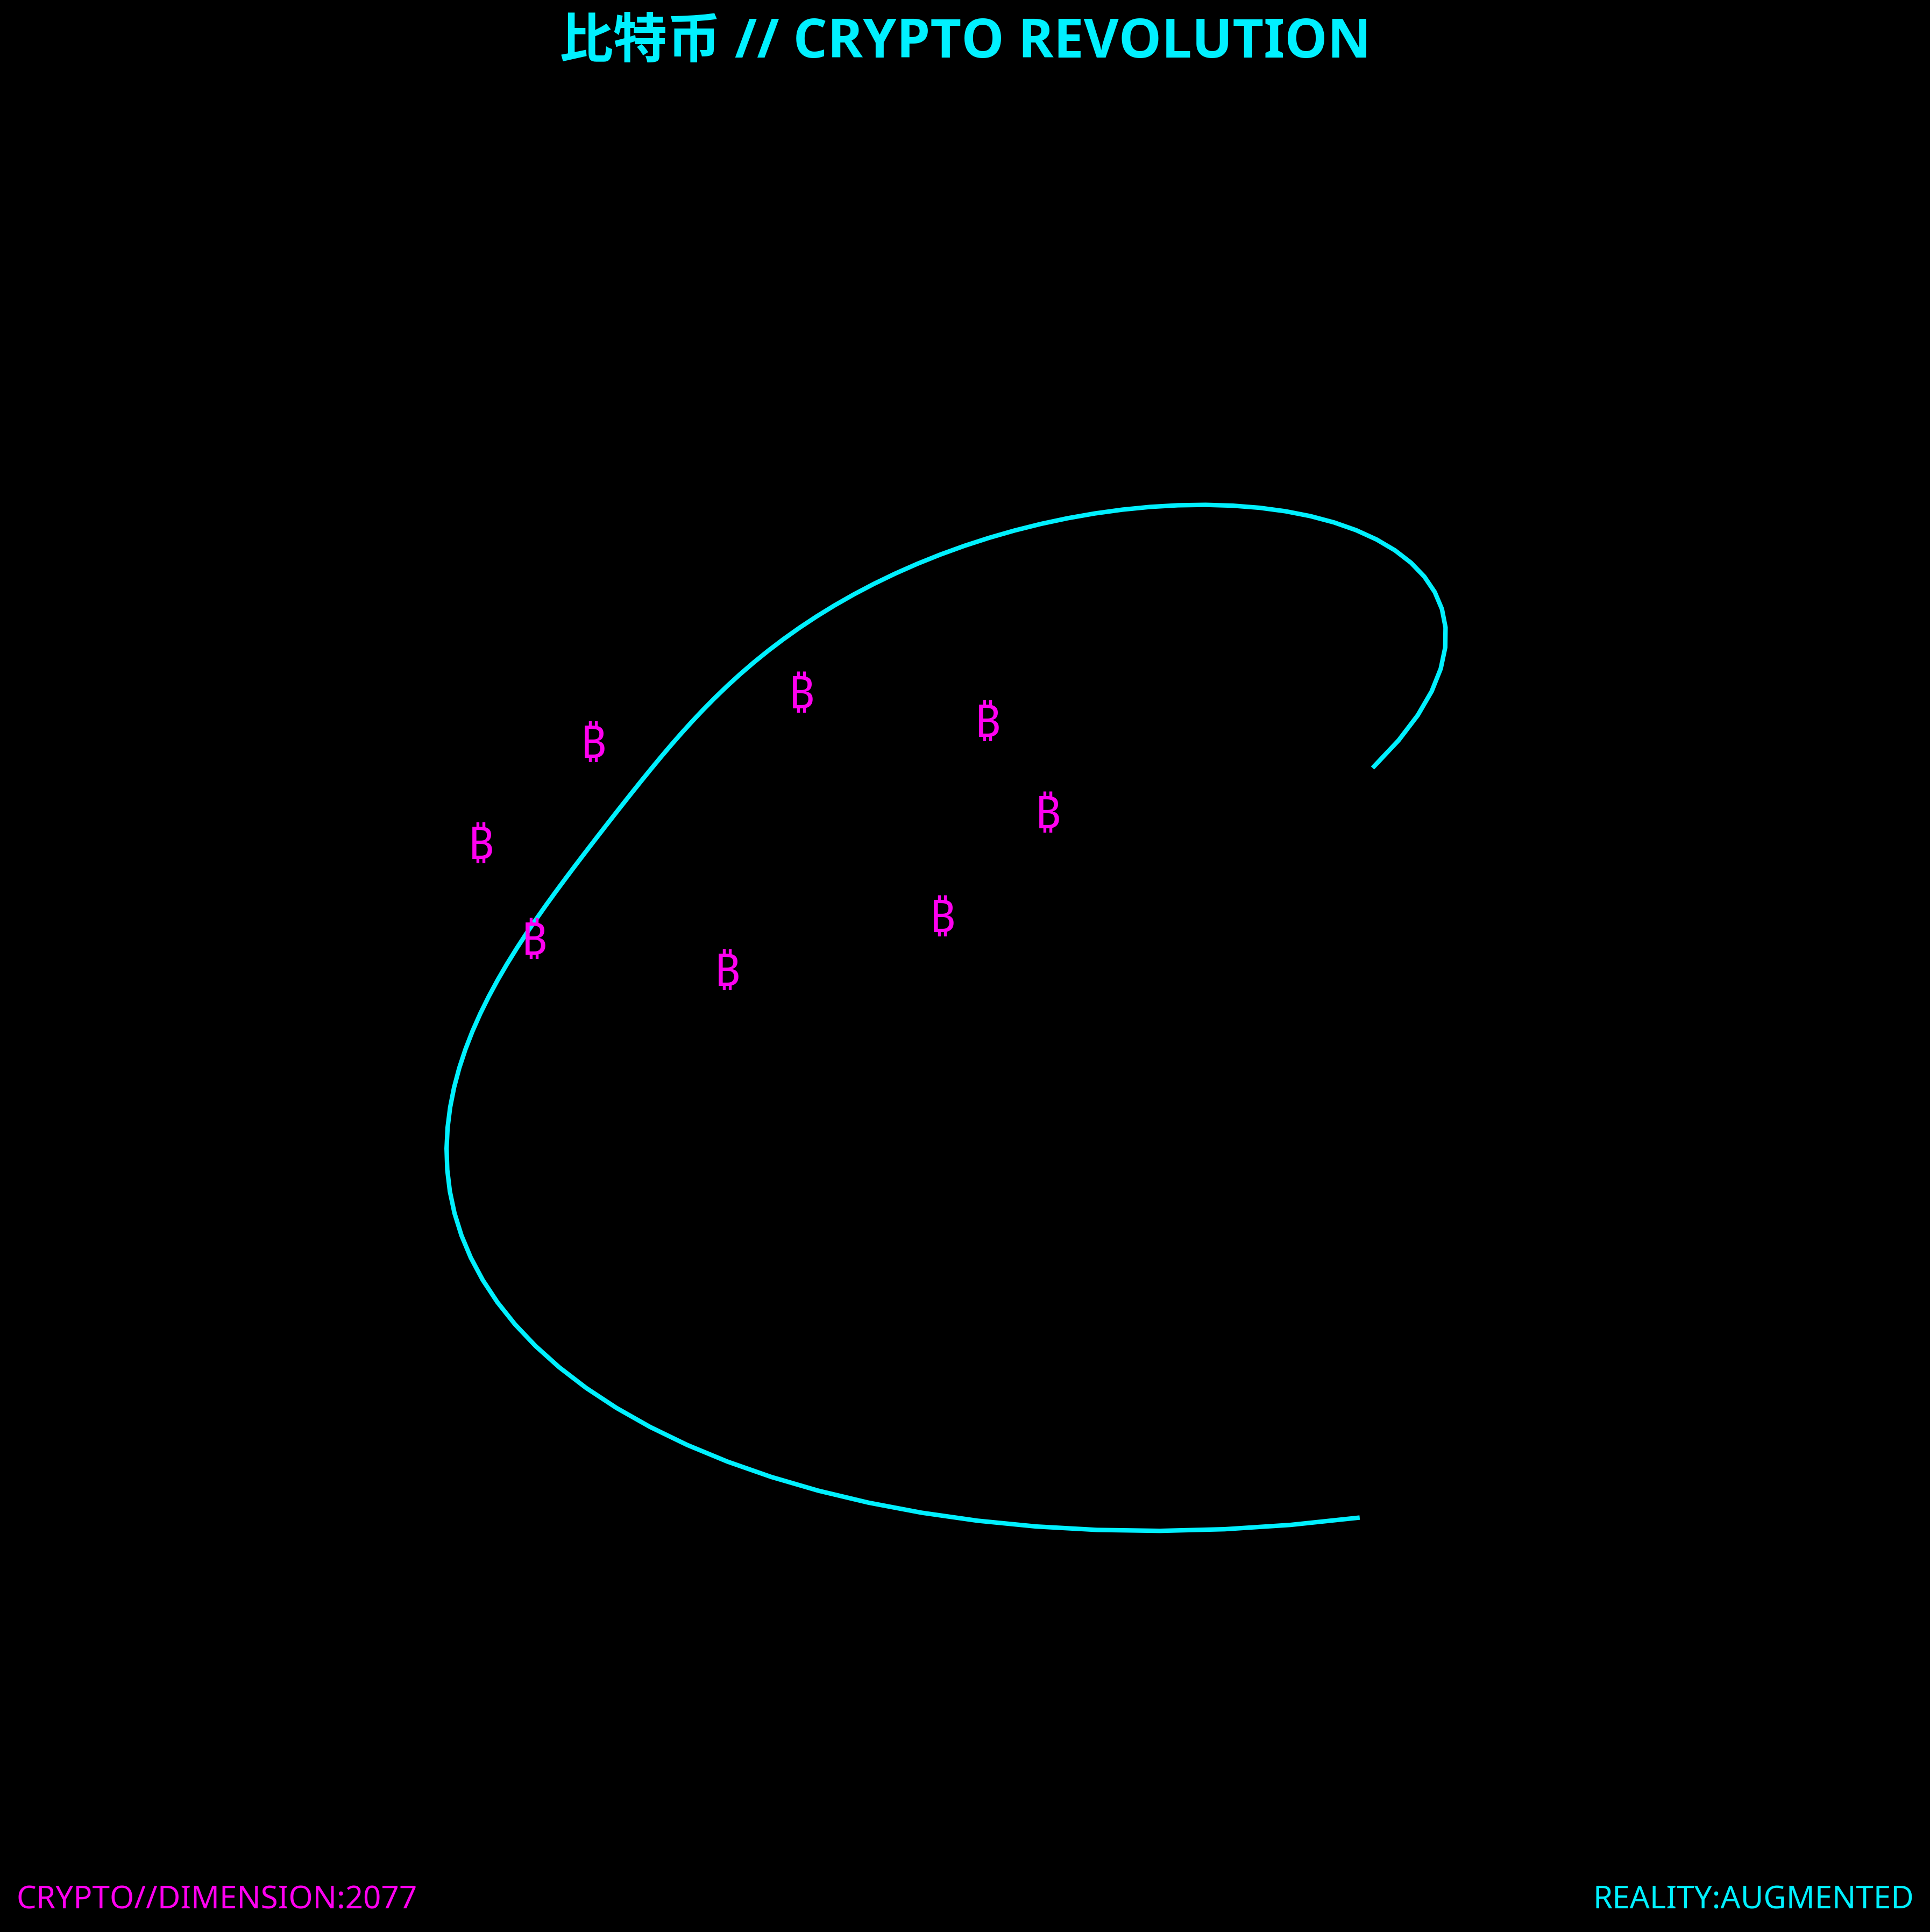 比特币 // CRYPTO REVOLUTION
₿
₿
₿
₿
₿
₿
₿
₿
CRYPTO//DIMENSION:2077
REALITY:AUGMENTED